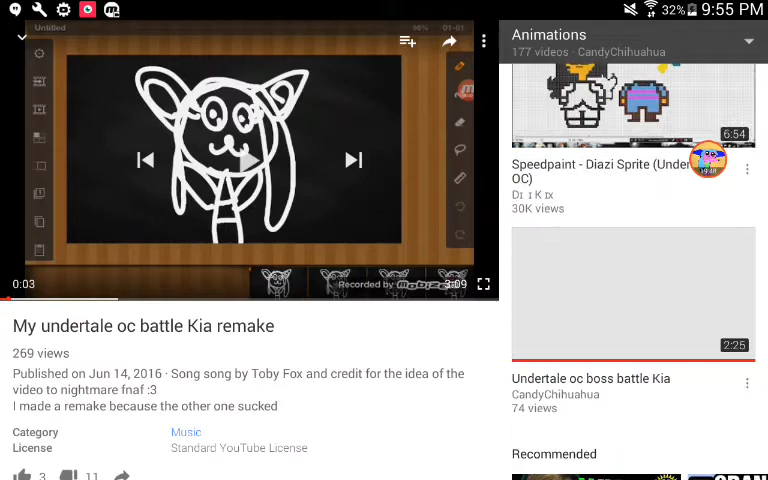 32% 9:55 PM
Untitled
Animations
177 videos · CandyChihuahua
6:54
Speedpaint - Diazi Sprite (Under
OC)
30K views
19:48
0:03
Recorded by
3:09
2:25
My undertale oc battle Kia remake
269 views
Published on Jun 14, 2016 · Song song by Toby Fox and credit for the idea of the
video to nightmare fnaf :3
I made a remake because the other one sucked
Category Music
License Standard YouTube License
3 11
Undertale oc boss battle Kia
CandyChihuahua
74 views
Recommended